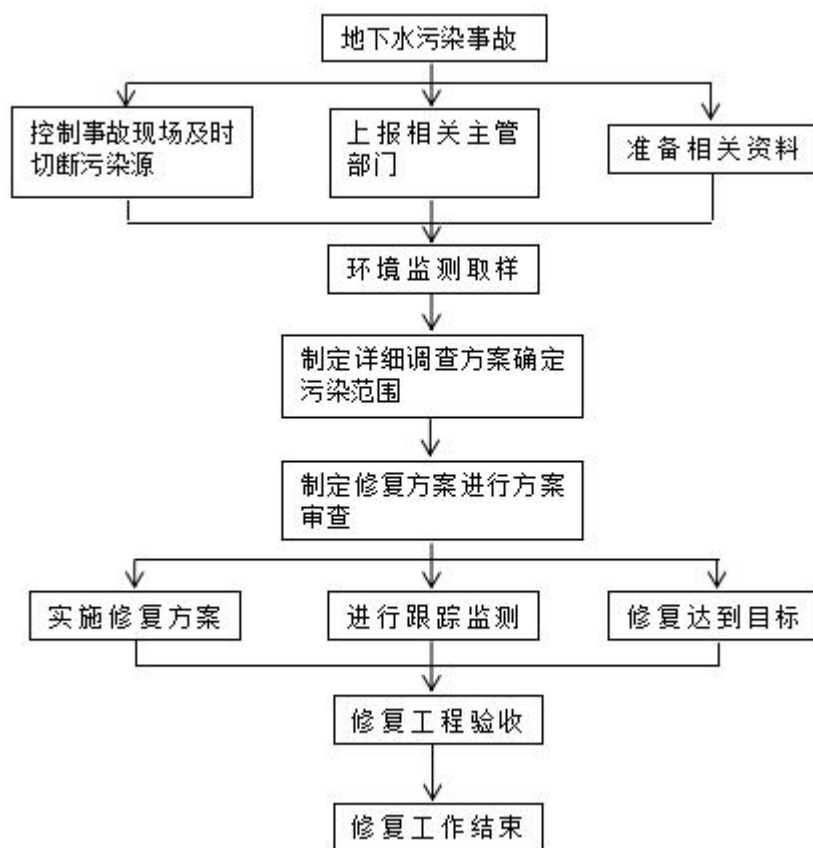 地下水污染事故
控制事故现场及时
切断污染源
上报相关主管
部门
准备相关资料
环境监测取样
制定详细调查方案确定
污染范围
制定修复方案进行方案
审查
实施修复方案
进行跟踪监测
修复达到目标
修复工程验收
修复工作结束